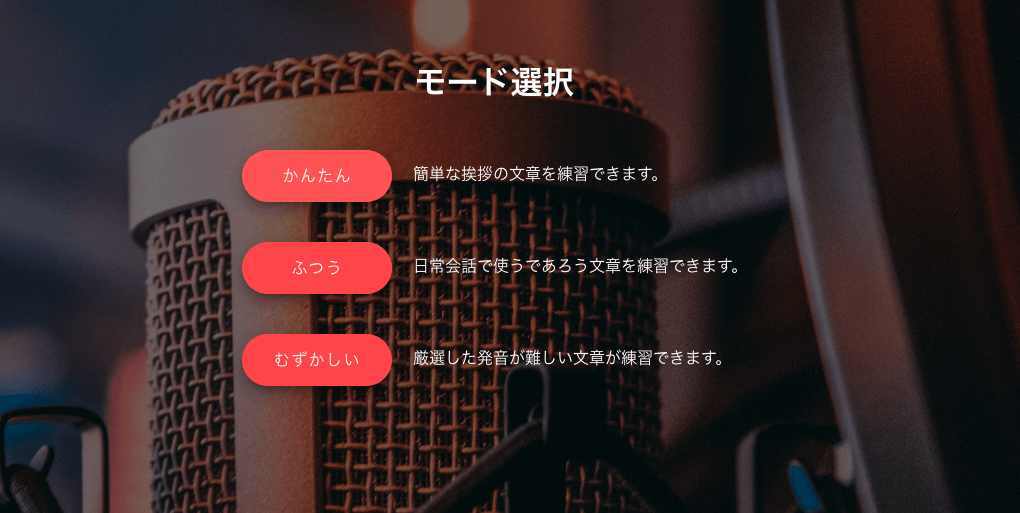 モード選択
かんたん 簡単な挨拶の文章を練習できます。
ふつう 日常会話で使うであろう文章を練習できます。
むずかしい 厳選した発音が難しい文章が練習できます。